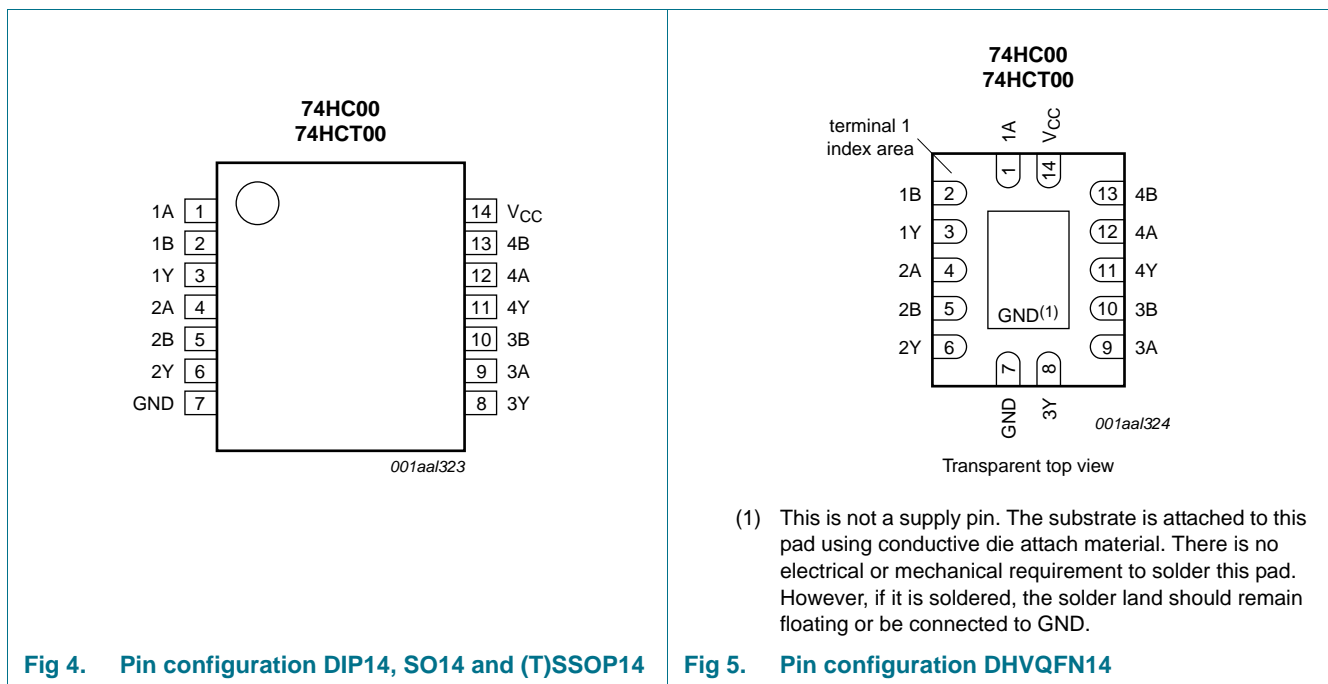 74HC00
74HCT00
1A 1
1B 2
1Y 3
2A 4
2B 5
2Y 6
GND 7
14 VCC
13 4B
12 4A
11 4Y
10 3B
9 3A
8 3Y
001aal323
Fig 4. Pin configuration DIP14, SO14 and (T)SSOP14
74HC00
74HCT00
terminal 1
index area
1A
VCC
1
14
1B 2
1Y 3
2A 4
2B 5
2Y 6
13 4B
12 4A
11 4Y
10 3B
9 3A
GND(1)
7
8
GND
3Y
001aal324
Transparent top view
(1) This is not a supply pin. The substrate is attached to this
pad using conductive die attach material. There is no
electrical or mechanical requirement to solder this pad.
However, if it is soldered, the solder land should remain
floating or be connected to GND.
Fig 5. Pin configuration DHVQFN14